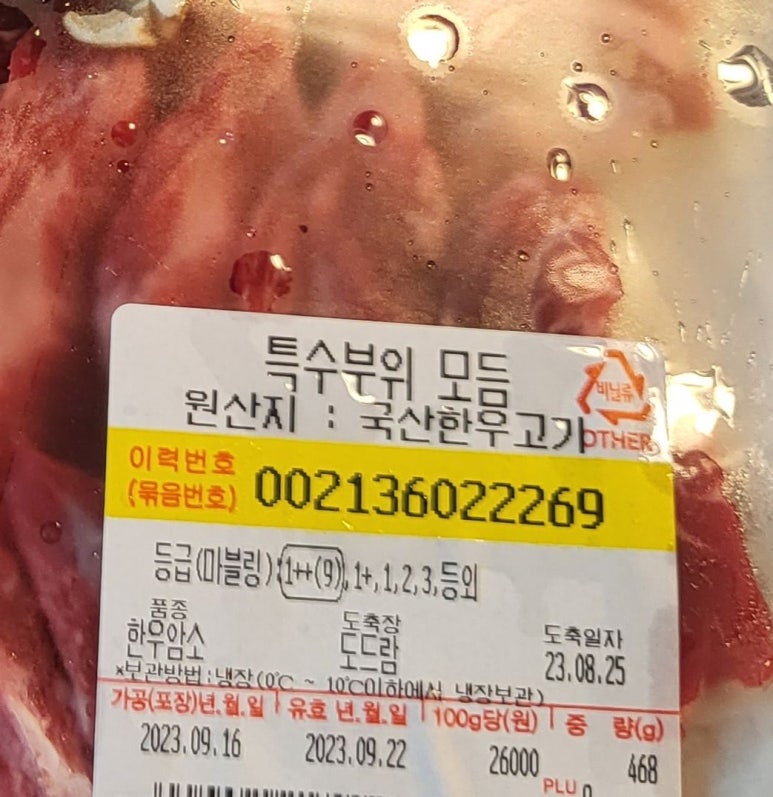 특수부위 모듬
원산지 : 국산한우고기
비닐류
OTHER
이력번호
(묶음번호) 002136022269
등급(마블링):1++(9),1+,1,2,3,등외
품종 도축장 도축일자
한우암소 도드람 23.08.25
*보관방법:냉장(0℃ ~ 10℃이하에서 냉장보관)
가공(포장)년.월.일 유효 년.월.일 100g당(원) 중 량(g)
2023.09.16 2023.09.22 26000 468
PLU 0